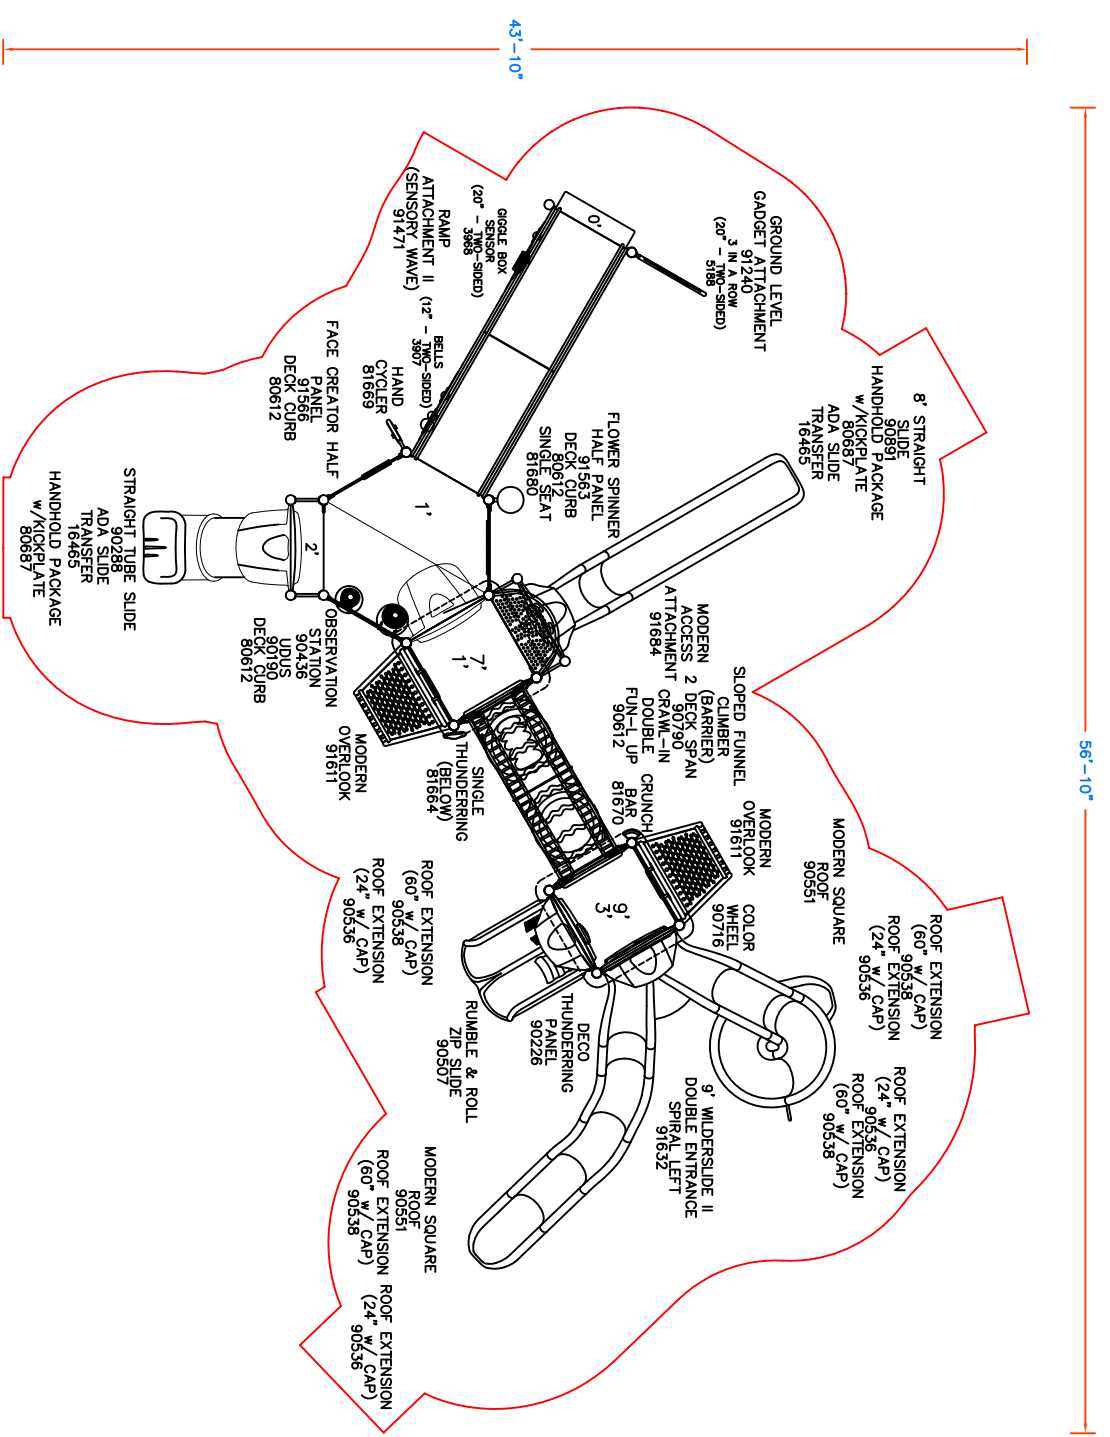 43'-10"
56'-10"
GROUND LEVEL
GADGET ATTACHMENT
91240
3 IN A ROW
(20" - TWO-SIDED)
5188
GIGGLE BOX
SENSOR
(20" - TWO-SIDED)
3968
RAMP
ATTACHMENT II
(SENSORY WAVE)
91471
BELLS
(12" - TWO-SIDED)
3907
HAND
CYCLER
81669
FACE CREATOR HALF
PANEL
91566
DECK CURB
80612
0'
1'
2'
7'
1'
9'
3'
8' STRAIGHT
SLIDE
90891
HANDHOLD PACKAGE
w/KICKPLATE
80687
ADA SLIDE
TRANSFER
16465
FLOWER SPINNER
HALF PANEL
91563
DECK CURB
80612
SINGLE SEAT
81680
STRAIGHT TUBE SLIDE
90288
ADA SLIDE
TRANSFER
16465
HANDHOLD PACKAGE
w/KICKPLATE
80687
OBSERVATION
STATION
90436
UDUS
90190
DECK CURB
80612
MODERN
ACCESS
ATTACHMENT
91684
SLOPED FUNNEL
CLIMBER
(BARRIER)
2 DECK SPAN
90790
CRAWL-IN
DOUBLE
FUN-L UP
90612
MODERN
OVERLOOK
91611
SINGLE
THUNDERRING
(BELOW)
81664
CRUNCH
BAR
81670
MODERN
OVERLOOK
91611
COLOR
WHEEL
90716
MODERN SQUARE
ROOF
90551
ROOF EXTENSION
(60" w/ CAP)
90538
ROOF EXTENSION
(24" w/ CAP)
90536
ROOF EXTENSION
(60" w/ CAP)
90538
ROOF EXTENSION
(24" w/ CAP)
90536
ROOF EXTENSION
(24" w/ CAP)
90536
ROOF EXTENSION
(60" w/ CAP)
90538
DECO
THUNDERRING
PANEL
90226
RUMBLE & ROLL
ZIP SLIDE
90507
9' WILDERSLIDE II
DOUBLE ENTRANCE
SPIRAL LEFT
91632
MODERN SQUARE
ROOF
90551
ROOF EXTENSION
(60" w/ CAP)
90538
ROOF EXTENSION
(24" w/ CAP)
90536